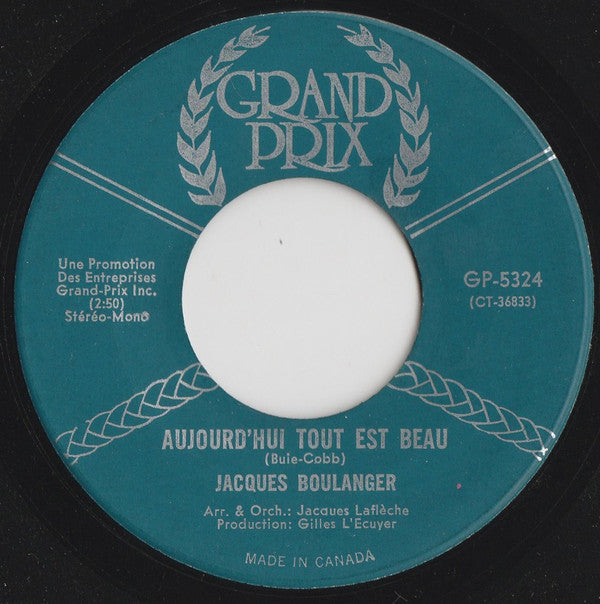 GRAND
PRIX
Une Promotion
Des Entreprises
Grand-Prix Inc.
(2:50)
Stéréo-Mono
GP-5324
(CT-36833)
AUJOURD'HUI TOUT EST BEAU
(Buie-Cobb)
JACQUES BOULANGER
Arr. & Orch.: Jacques Laflèche
Production: Gilles L'Ecuyer
MADE IN CANADA